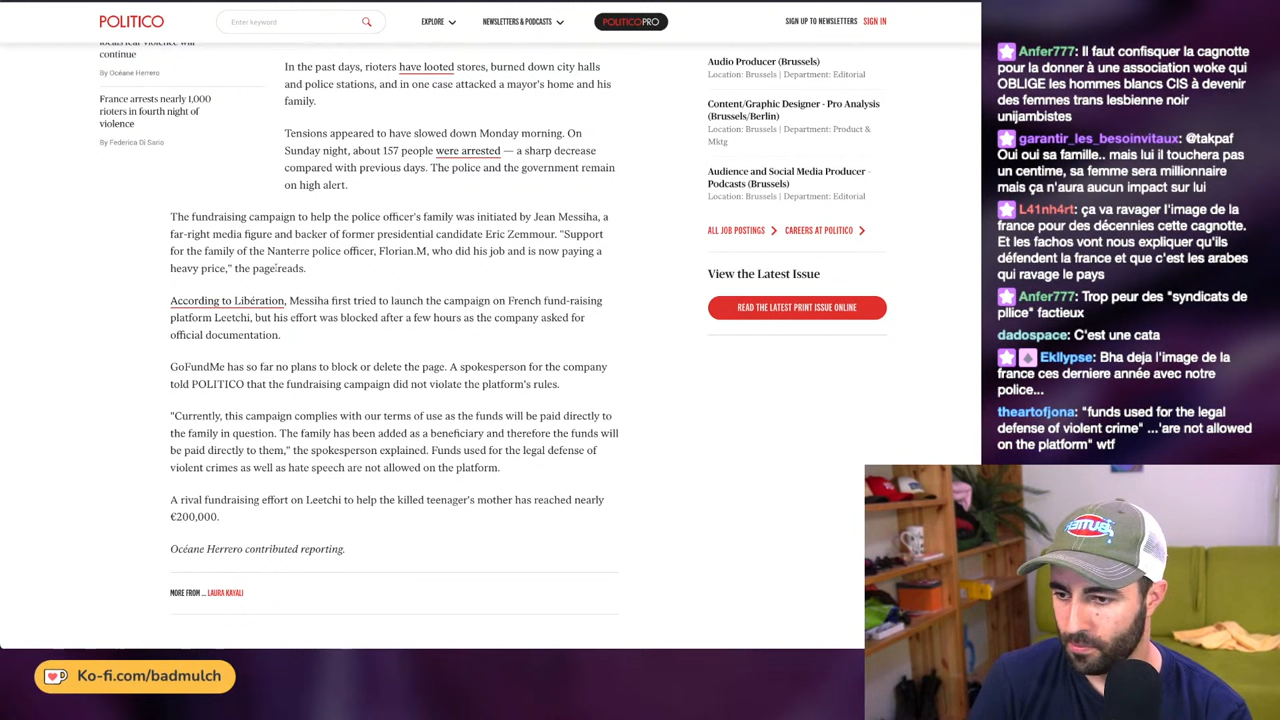 POLITICO
Enter keyword
EXPLORE
NEWSLETTERS & PODCASTS
POLITICOPRO
SIGN UP TO NEWSLETTERS
SIGN IN
locals fear violence will
continue
By Océane Herrero
France arrests nearly 1,000
rioters in fourth night of
violence
By Federica Di Sario
In the past days, rioters have looted stores, burned down city halls
and police stations, and in one case attacked a mayor's home and his
family.
Tensions appeared to have slowed down Monday morning. On
Sunday night, about 157 people were arrested — a sharp decrease
compared with previous days. The police and the government remain
on high alert.
The fundraising campaign to help the police officer's family was initiated by Jean Messiha, a
far-right media figure and backer of former presidential candidate Eric Zemmour. "Support
for the family of the Nanterre police officer, Florian.M, who did his job and is now paying a
heavy price," the page reads.
According to Libération, Messiha first tried to launch the campaign on French fund-raising
platform Leetchi, but his effort was blocked after a few hours as the company asked for
official documentation.
GoFundMe has so far no plans to block or delete the page. A spokesperson for the company
told POLITICO that the fundraising campaign did not violate the platform's rules.
"Currently, this campaign complies with our terms of use as the funds will be paid directly to
the family in question. The family has been added as a beneficiary and therefore the funds will
be paid directly to them," the spokesperson explained. Funds used for the legal defense of
violent crimes as well as hate speech are not allowed on the platform.
A rival fundraising effort on Leetchi to help the killed teenager's mother has reached nearly
€200,000.
Océane Herrero contributed reporting.
MORE FROM ... LAURA KAYALI
Audio Producer (Brussels)
Location: Brussels | Department: Editorial
Content/Graphic Designer - Pro Analysis
(Brussels/Berlin)
Location: Brussels | Department: Product &
Mktg
Audience and Social Media Producer -
Podcasts (Brussels)
Location: Brussels | Department: Editorial
ALL JOB POSTINGS
CAREERS AT POLITICO
View the Latest Issue
READ THE LATEST PRINT ISSUE ONLINE
Anfer777: Il faut confisquer la cagnotte
pour la donner à une association woke qui
OBLIGE les hommes blancs CIS à devenir
des femmes trans lesbienne noir
unijambiste)
garantir_les_besoinvitaux: @takpaf
Oui oui sa famille.. mais lui il touchera pas
un centime, sa femme sera millionaire
mais ça n'aura aucun impact sur lui
L41nh4rt: ça va ravager l'image de la
france pour des décennies cette cagnotte.
Et les fachos vont nous expliquer qu'ils
défendent la france et que c'est les arabes
qui ravage le pays
Anfer777: Trop peur des "syndicats de
pllice" factieux
dadospace: C'est une cata
Ekllypse: Bha deja l'image de la
france ces derniere année avec notre
police...
theartofjona: "funds used for the legal
defense of violent crime" ...'are not allowed
on the platform" wtf
Ko-fi.com/badmulch